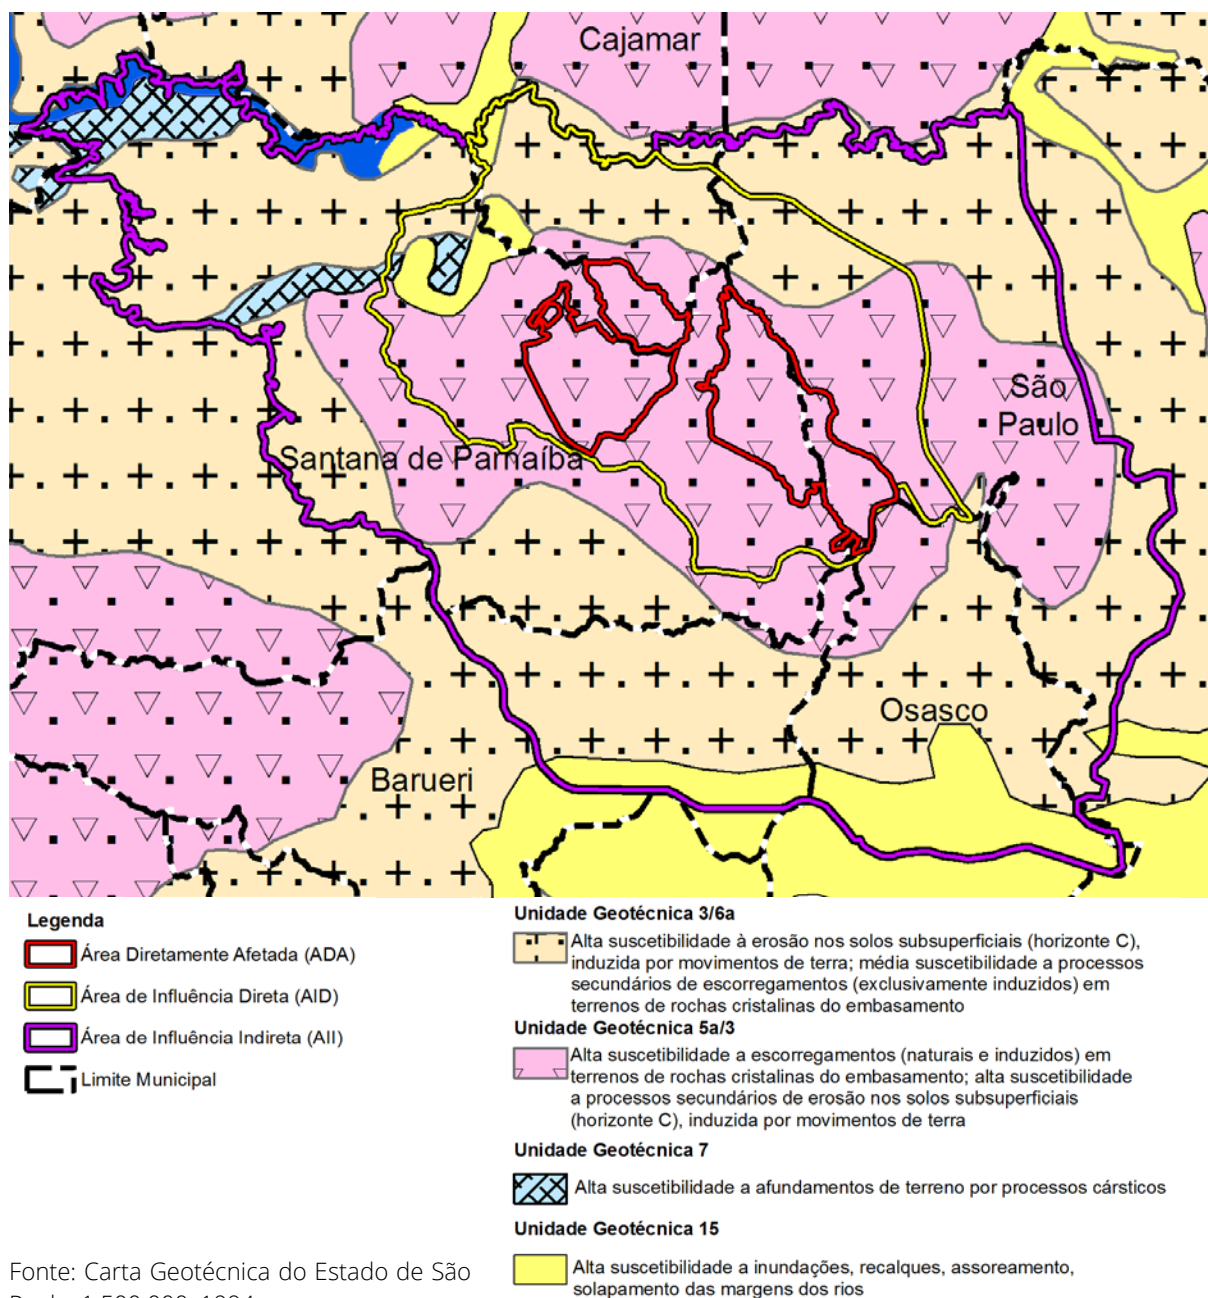 Cajamar
São
Paulo
Santana de Parnaíba
Osasco
Barueri
Legenda
Área Diretamente Afetada (ADA)
Área de Influência Direta (AID)
Área de Influência Indireta (AII)
Limite Municipal
Unidade Geotécnica 3/6a
Alta suscetibilidade à erosão nos solos subsuperficiais (horizonte C),
induzida por movimentos de terra; média suscetibilidade a processos
secundários de escorregamentos (exclusivamente induzidos) em
terrenos de rochas cristalinas do embasamento
Unidade Geotécnica 5a/3
Alta suscetibilidade a escorregamentos (naturais e induzidos) em
terrenos de rochas cristalinas do embasamento; alta suscetibilidade
a processos secundários de erosão nos solos subsuperficiais
(horizonte C), induzida por movimentos de terra
Unidade Geotécnica 7
Alta suscetibilidade a afundamentos de terreno por processos cársticos
Unidade Geotécnica 15
Alta suscetibilidade a inundações, recalques, assoreamento,
solapamento das margens dos rios
Fonte: Carta Geotécnica do Estado de São